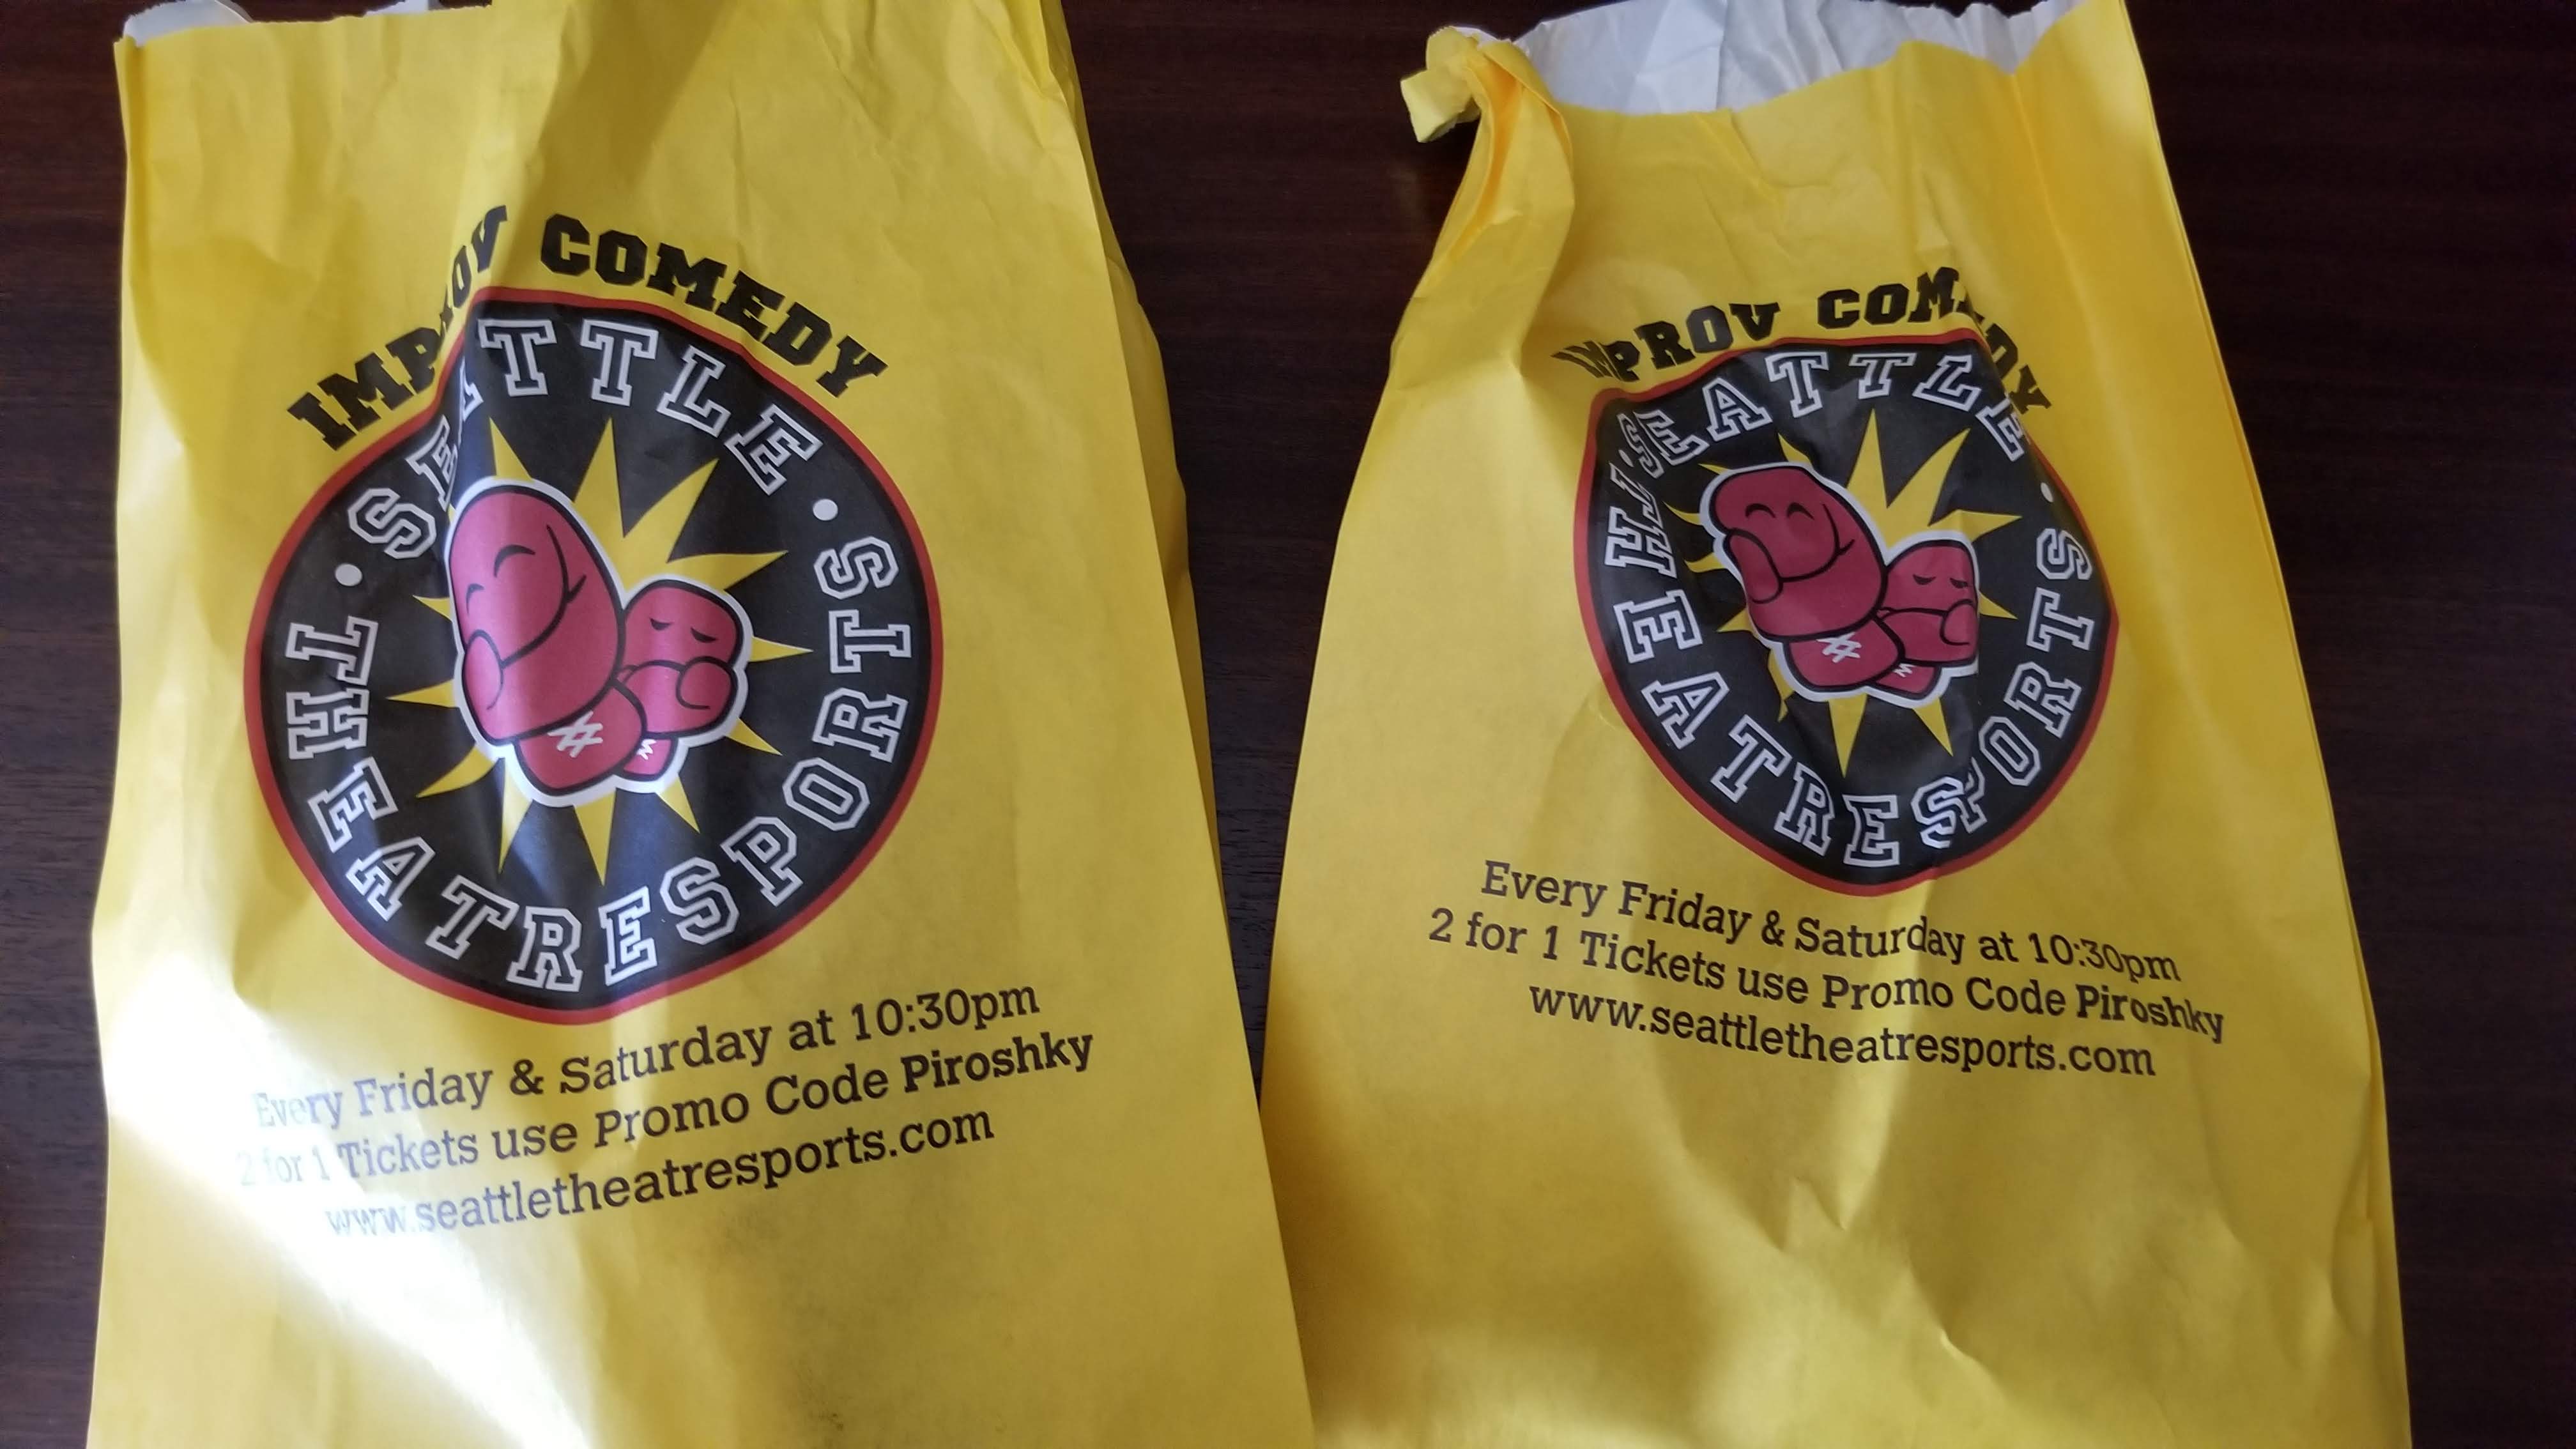 IMPROV COMEDY
SEATTLE
THEATRESPORTS
Every Friday & Saturday at 10:30pm
2 for 1 Tickets use Promo Code Piroshky
www.seattletheatresports.com
IMPROV COMEDY
SEATTLE
THEATRESPORTS
Every Friday & Saturday at 10:30pm
2 for 1 Tickets use Promo Code Piroshky
www.seattletheatresports.com